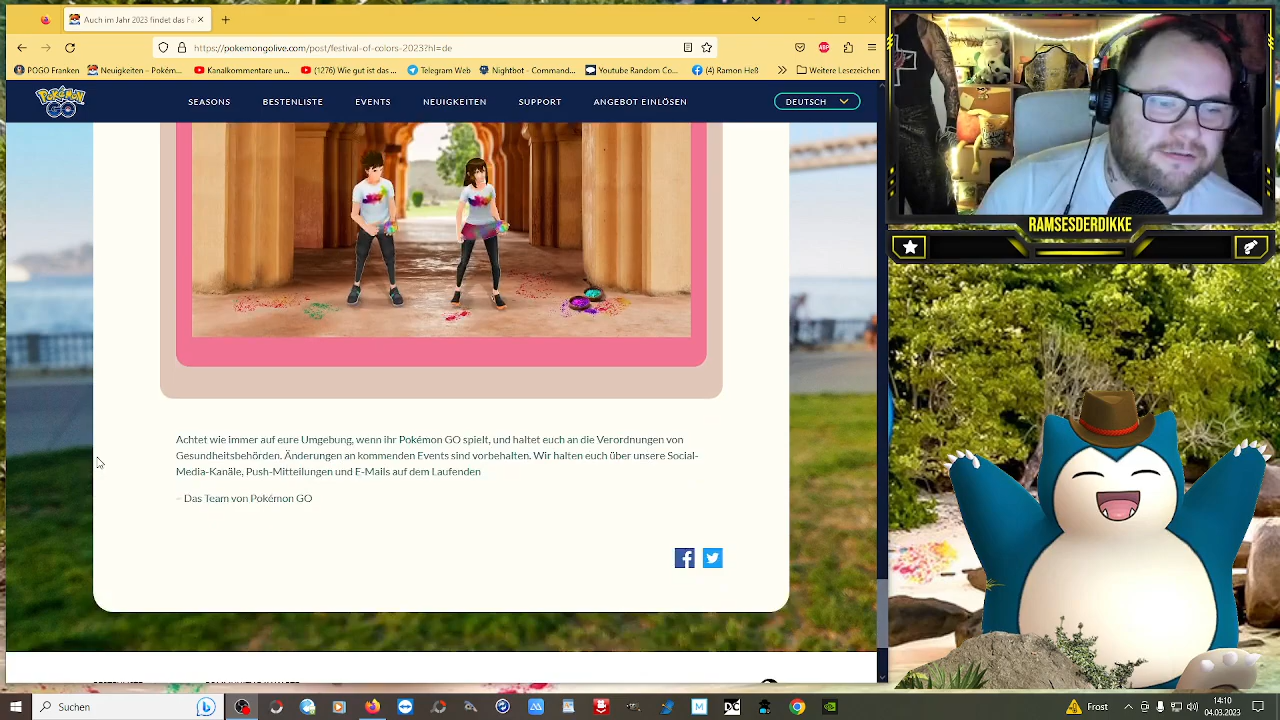 Auch im Jahr 2023 findet das Fa
https://pokemongolive.com/post/festival-of-colors-2023?hl=de
POGO Franken
Neuigkeiten – Pokém…
Kanalkommentare un…
(1276) Wie gut ist das …
Telegram Web
Nightbot - Comman…
Youtube Random Co…
(4) Ramon Heß
Weitere Lesezeichen
POKÉMON GO
SEASONS
BESTENLISTE
EVENTS
NEUIGKEITEN
SUPPORT
ANGEBOT EINLÖSEN
DEUTSCH
RAMSESDERDIKKE
Achtet wie immer auf eure Umgebung, wenn ihr Pokémon GO spielt, und haltet euch an die Verordnungen von
Gesundheitsbehörden. Änderungen an kommenden Events sind vorbehalten. Wir halten euch über unsere Social-
Media-Kanäle, Push-Mitteilungen und E-Mails auf dem Laufenden
– Das Team von Pokémon GO
Suchen
Frost
14:10
04.03.2023